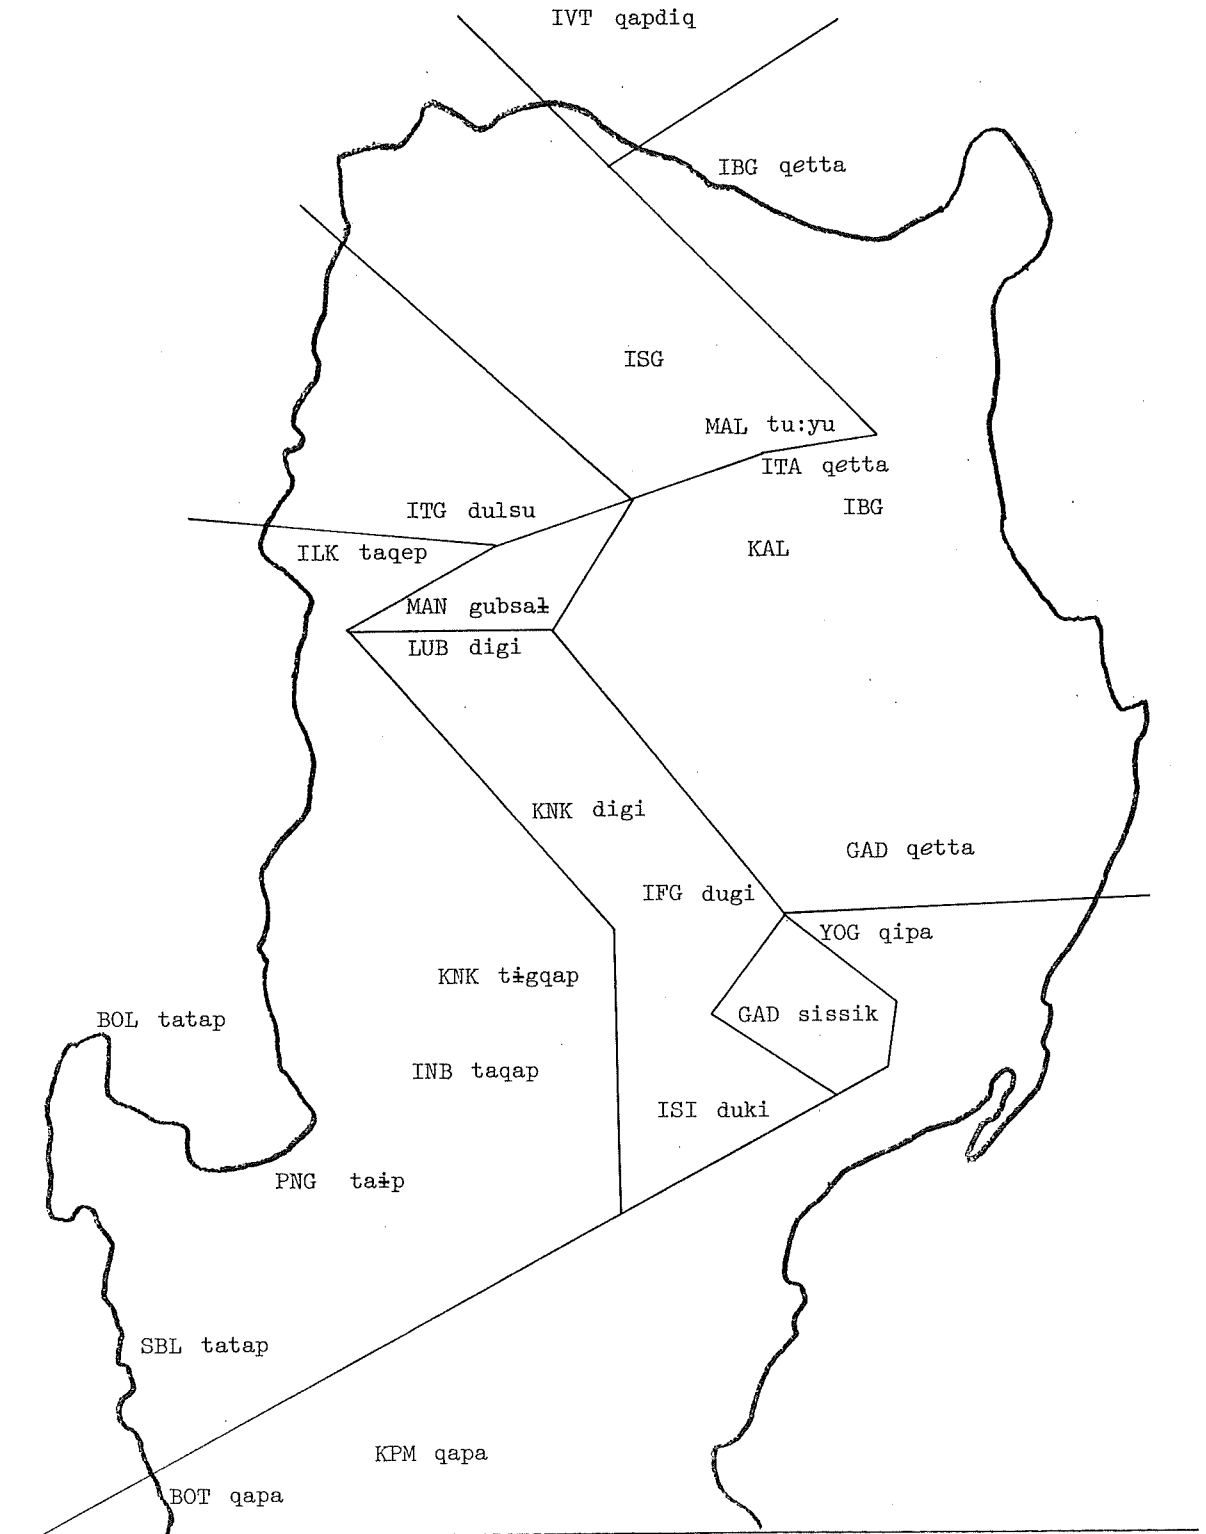 IVT qapdiq
IBG qetta
ISG
MAL tu:yu
ITA qetta
IBG
ITG dulsu
KAL
ILK taqep
MAN gubsaɫ
LUB digi
KNK digi
GAD qetta
IFG dugi
YOG qipa
KNK tɨgqap
GAD sissik
BOL tatap
INB taqap
ISI duki
PNG taɨp
SBL tatap
KPM qapa
BOT qapa